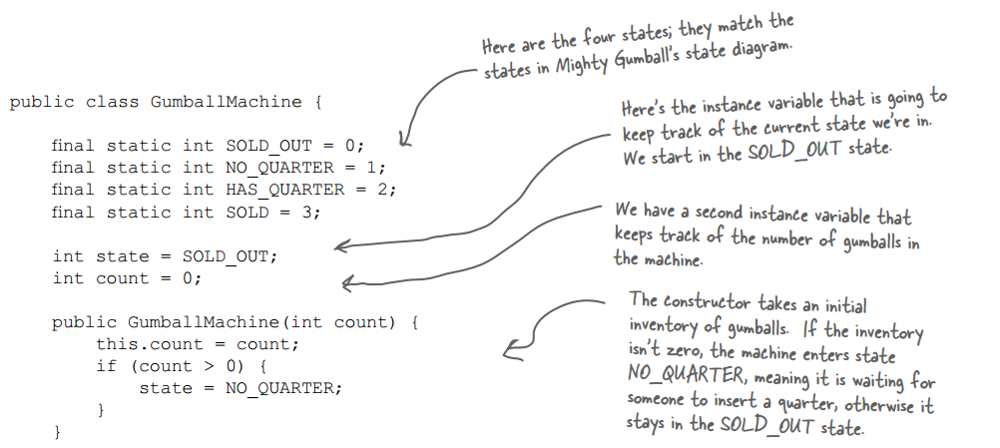 Here are the four states; they match the
states in Mighty Gumball's state diagram.
public class GumballMachine {
final static int SOLD_OUT = 0;
final static int NO_QUARTER = 1;
final static int HAS_QUARTER = 2;
final static int SOLD = 3;
Here's the instance variable that is going to
keep track of the current state we're in.
We start in the SOLD_OUT state.
int state = SOLD_OUT;
int count = 0;
We have a second instance variable that
keeps track of the number of gumballs in
the machine.
public GumballMachine(int count) {
this.count = count;
if (count > 0) {
state = NO_QUARTER;
}
}
The constructor takes an initial
inventory of gumballs. If the inventory
isn't zero, the machine enters state
NO_QUARTER, meaning it is waiting for
someone to insert a quarter, otherwise it
stays in the SOLD_OUT state.